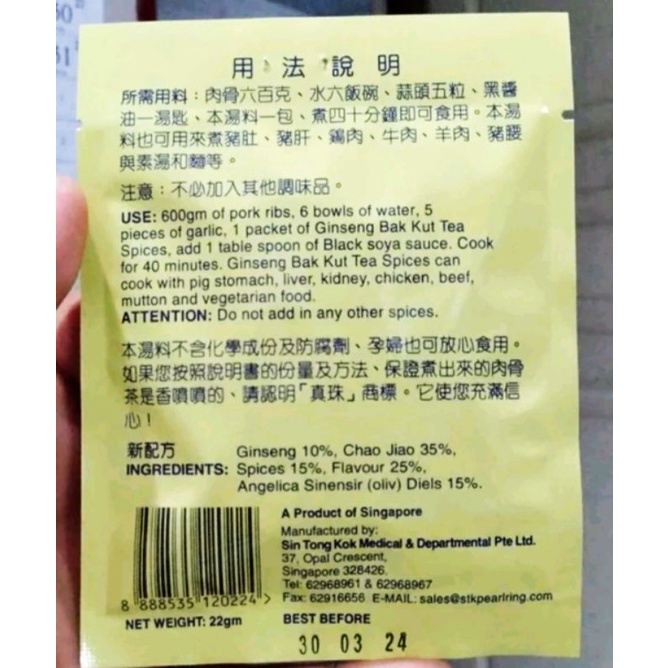 用法說明
所需用料：肉骨六百克、水六飯碗、蒜頭五粒、黑醬
油一湯匙、本湯料一包、煮四十分鐘即可食用。本湯
料也可用來煮豬肚、豬肝、鷄肉、牛肉、羊肉、豬腰
與素湯和麵等。
注意：不必加入其他調味品。
USE: 600gm of pork ribs, 6 bowls of water, 5
pieces of garlic, 1 packet of Ginseng Bak Kut Tea
Spices, add 1 table spoon of Black soya sauce. Cook
for 40 minutes. Ginseng Bak Kut Tea Spices can
cook with pig stomach, liver, kidney, chicken, beef,
mutton and vegetarian food.
ATTENTION: Do not add in any other spices.
本湯料不含化學成份及防腐劑、孕婦也可放心食用。
如果您按照說明書的份量及方法、保證煮出來的肉骨
茶是香噴噴的、請認明「真珠」商標。它使您充滿信
心！
新配方 Ginseng 10%, Chao Jiao 35%,
INGREDIENTS: Spices 15%, Flavour 25%,
Angelica Sinensir (oliv) Diels 15%.
A Product of Singapore
Manufactured by:
Sin Tong Kok Medical & Departmental Pte Ltd.
37, Opal Crescent,
Singapore 328426.
Tel: 62968961 & 62968967
Fax: 62916656 E-MAIL: sales@stkpearlring.com
8 888535 120224 >
NET WEIGHT: 22gm
BEST BEFORE
30 03 24